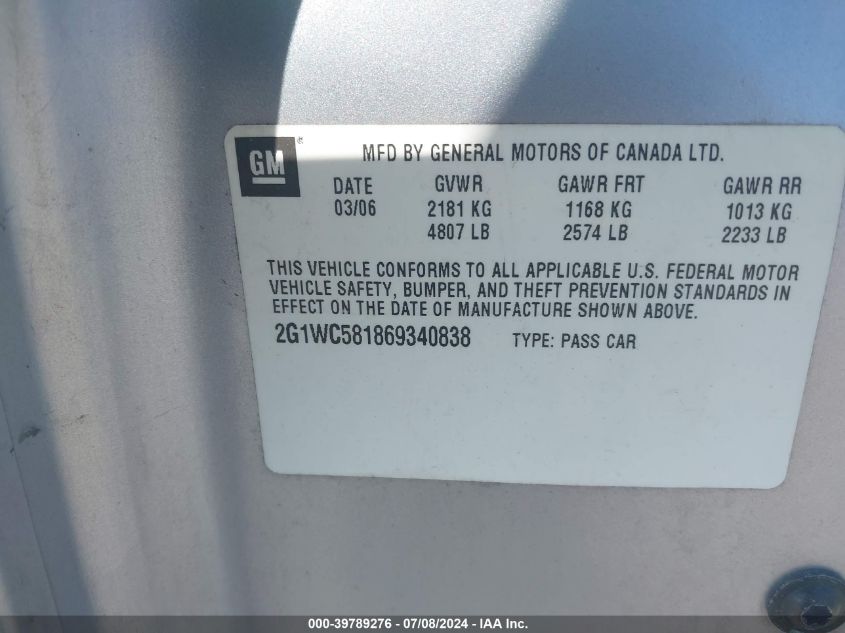 GM
MFD BY GENERAL MOTORS OF CANADA LTD.
DATE GVWR GAWR FRT GAWR RR
03/06 2181 KG 1168 KG 1013 KG
4807 LB 2574 LB 2233 LB
THIS VEHICLE CONFORMS TO ALL APPLICABLE U.S. FEDERAL MOTOR
VEHICLE SAFETY, BUMPER, AND THEFT PREVENTION STANDARDS IN
EFFECT ON THE DATE OF MANUFACTURE SHOWN ABOVE.
2G1WC581869340838 TYPE: PASS CAR
000-39789276 - 07/08/2024 - IAA Inc.